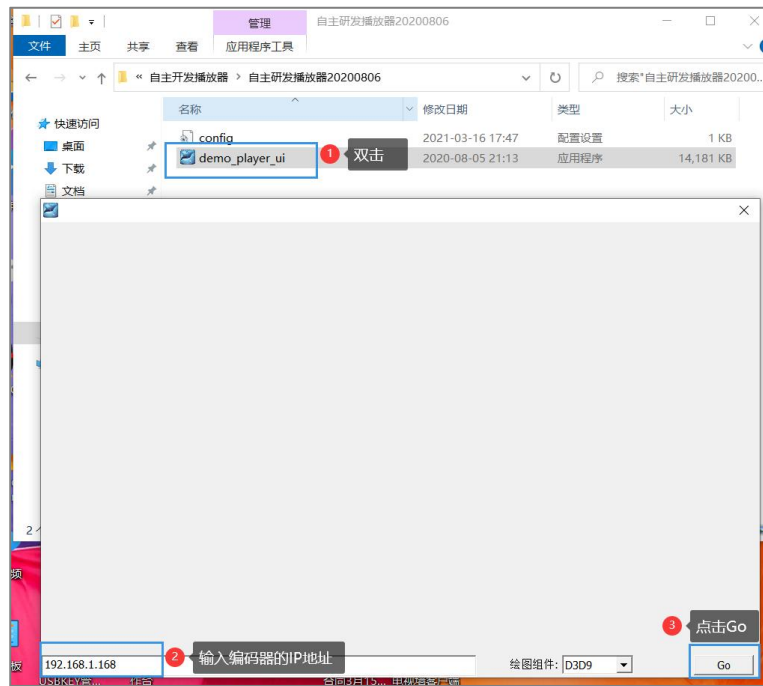 管理
自主研发播放器20200806
文件 主页 共享 查看 应用程序工具
« 自主开发播放器 › 自主研发播放器20200806
搜索"自主研发播放器20200...
名称 修改日期 类型 大小
快速访问
桌面
下载
文档
config 2021-03-16 17:47 配置设置 1 KB
demo_player_ui 2020-08-05 21:13 应用程序 14,181 KB
1 双击
2
频
3 点击Go
板
192.168.1.168
2 输入编码器的IP地址
绘图组件: D3D9
Go